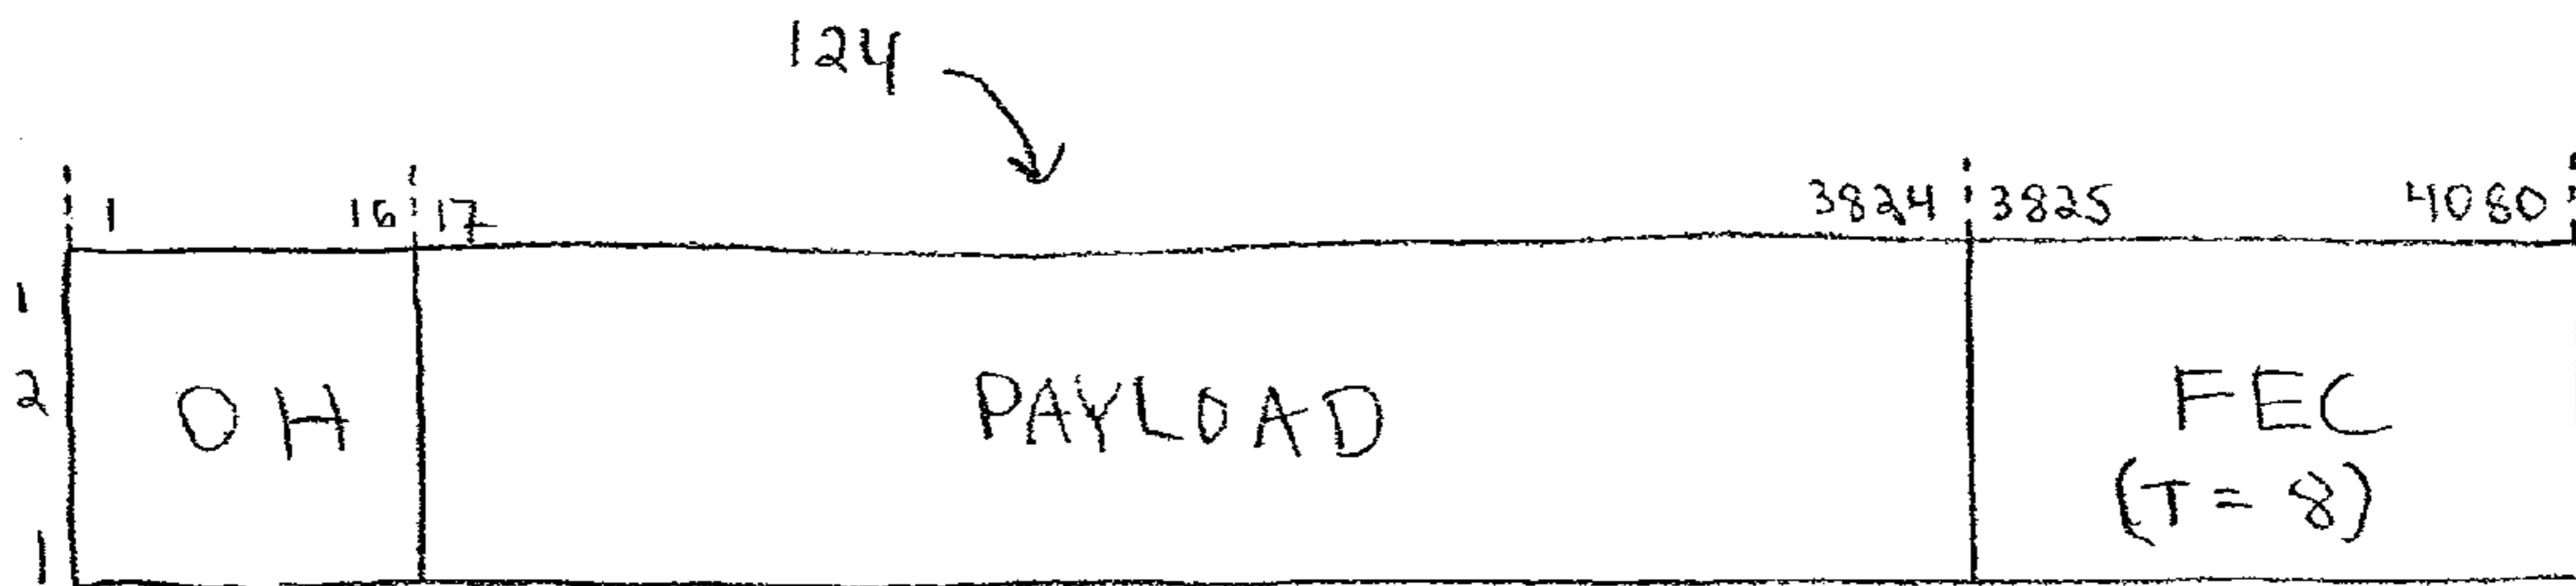 124
1 16 17 3824 3825 4080
1
2 OH PAYLOAD FEC
(T = 8)
1